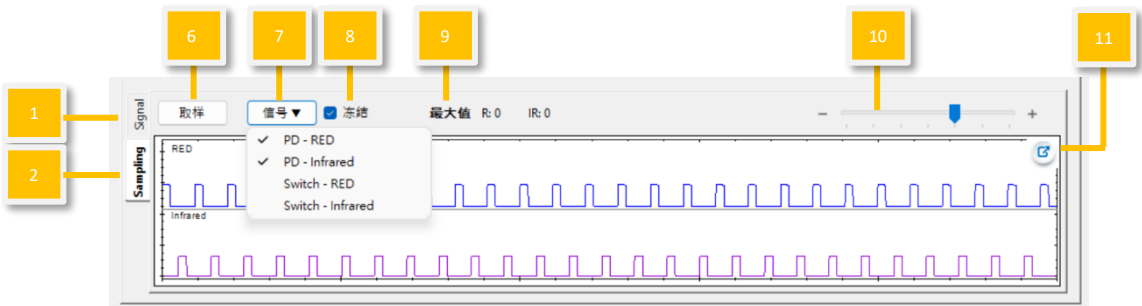 6
7
8
9
10
11
1
Signal
取样
信号▼
冻结
最大值 R: 0 IR: 0
− +
2
Sampling
RED
PD - RED
PD - Infrared
Switch - RED
Switch - Infrared
Infrared